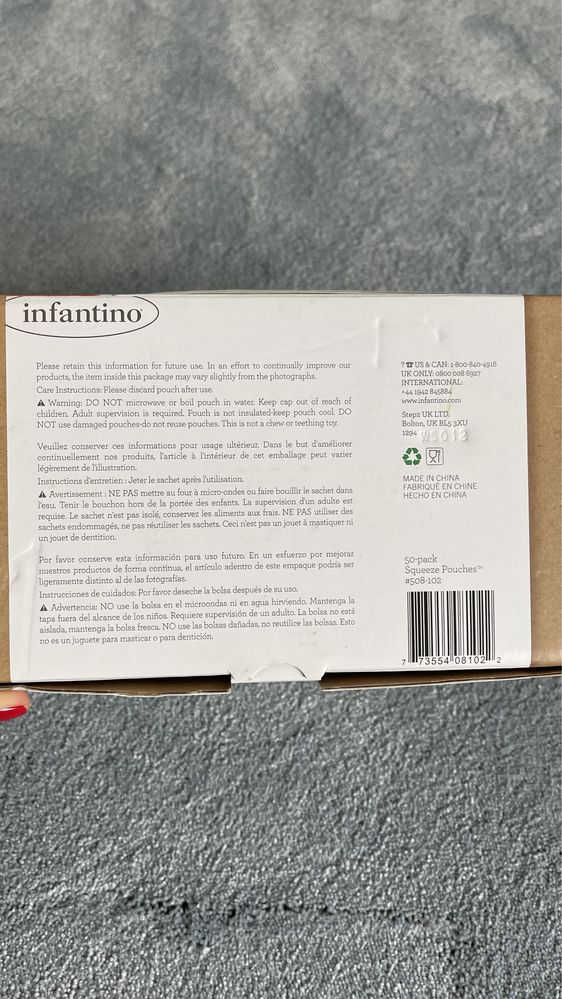 infantino
Please retain this information for future use. In an effort to continually improve our
products, the item inside this package may vary slightly from the photographs.
Care Instructions: Please discard pouch after use.
⚠ Warning: DO NOT microwave or boil pouch in water. Keep cap out of reach of
children. Adult supervision is required. Pouch is not insulated-keep pouch cool. DO
NOT use damaged pouches-do not reuse pouches. This is not a chew or teething toy.
Veuillez conserver ces informations pour usage ultérieur. Dans le but d'améliorer
continuellement nos produits, l'article à l'intérieur de cet emballage peut varier
légèrement de l'illustration.
Instructions d'entretien : Jeter le sachet après l'utilisation.
⚠ Avertissement : NE PAS mettre au four à micro-ondes ou faire bouillir le sachet dans
l'eau. Tenir le bouchon hors de la portée des enfants. La supervision d'un adulte est
requise. Le sachet n'est pas isolé, conservez les aliments aux frais. NE PAS utiliser des
sachets endommagés, ne pas réutiliser les sachets. Ceci n'est pas un jouet à mastiquer ni
un jouet de dentition.
Por favor conserve esta información para uso futuro. En un esfuerzo por mejorar
nuestros productos de forma continua, el artículo adentro de este empaque podría ser
ligeramente distinto al de las fotografías.
Instrucciones de cuidados: Por favor deseche la bolsa después de su uso.
⚠ Advertencia: NO use la bolsa en el microondas ni en agua hirviendo. Mantenga la
tapa fuera del alcance de los niños. Requiere supervisión de un adulto. La bolsa no está
aislada, mantenga la bolsa fresca. NO use las bolsas dañadas, no reutilice las bolsas. Esto
no es un juguete para masticar o para dentición.
? ☎ US & CAN: 1-800-840-4916
UK ONLY: 0800 008 6927
INTERNATIONAL:
+44 1942 845884
www.infantino.com
Step2 UK LTD.
Bolton, UK BL5 3XU
1294
MADE IN CHINA
FABRIQUÉ EN CHINE
HECHO EN CHINA
50-pack
Squeeze Pouches™
#508-102
7 73554 08102 2